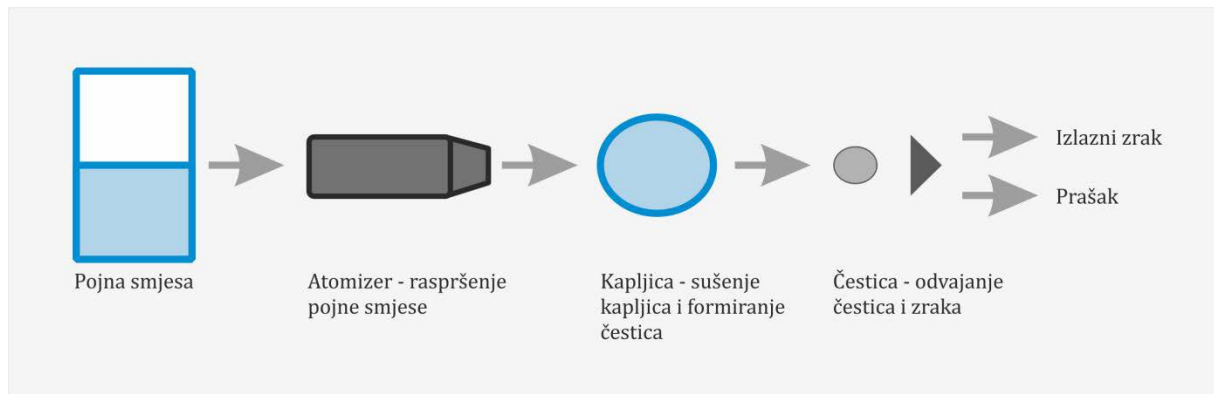 Izlazni zrak
Prašak
Pojna smjesa
Atomizer - raspršenje
pojne smjese
Kapljica - sušenje
kapljica i formiranje
čestica
Čestica - odvajanje
čestica i zraka